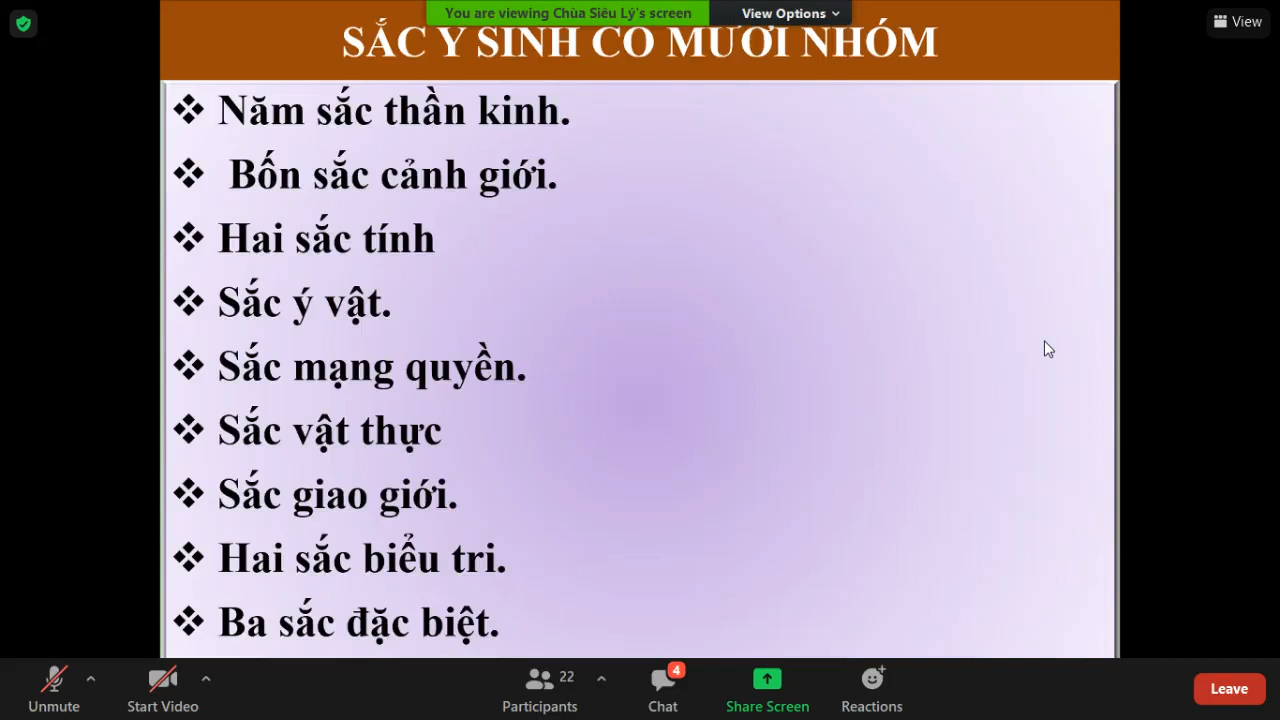 You are viewing Chùa Siêu Lý's screen
View Options
View
SẮC Y SINH CÓ MƯỜI NHÓM
❖ Năm sắc thần kinh.
❖ Bốn sắc cảnh giới.
❖ Hai sắc tính
❖ Sắc ý vật.
❖ Sắc mạng quyền.
❖ Sắc vật thực
❖ Sắc giao giới.
❖ Hai sắc biểu tri.
❖ Ba sắc đặc biệt.
Unmute
Start Video
22
Participants
4
Chat
Share Screen
Reactions
Leave